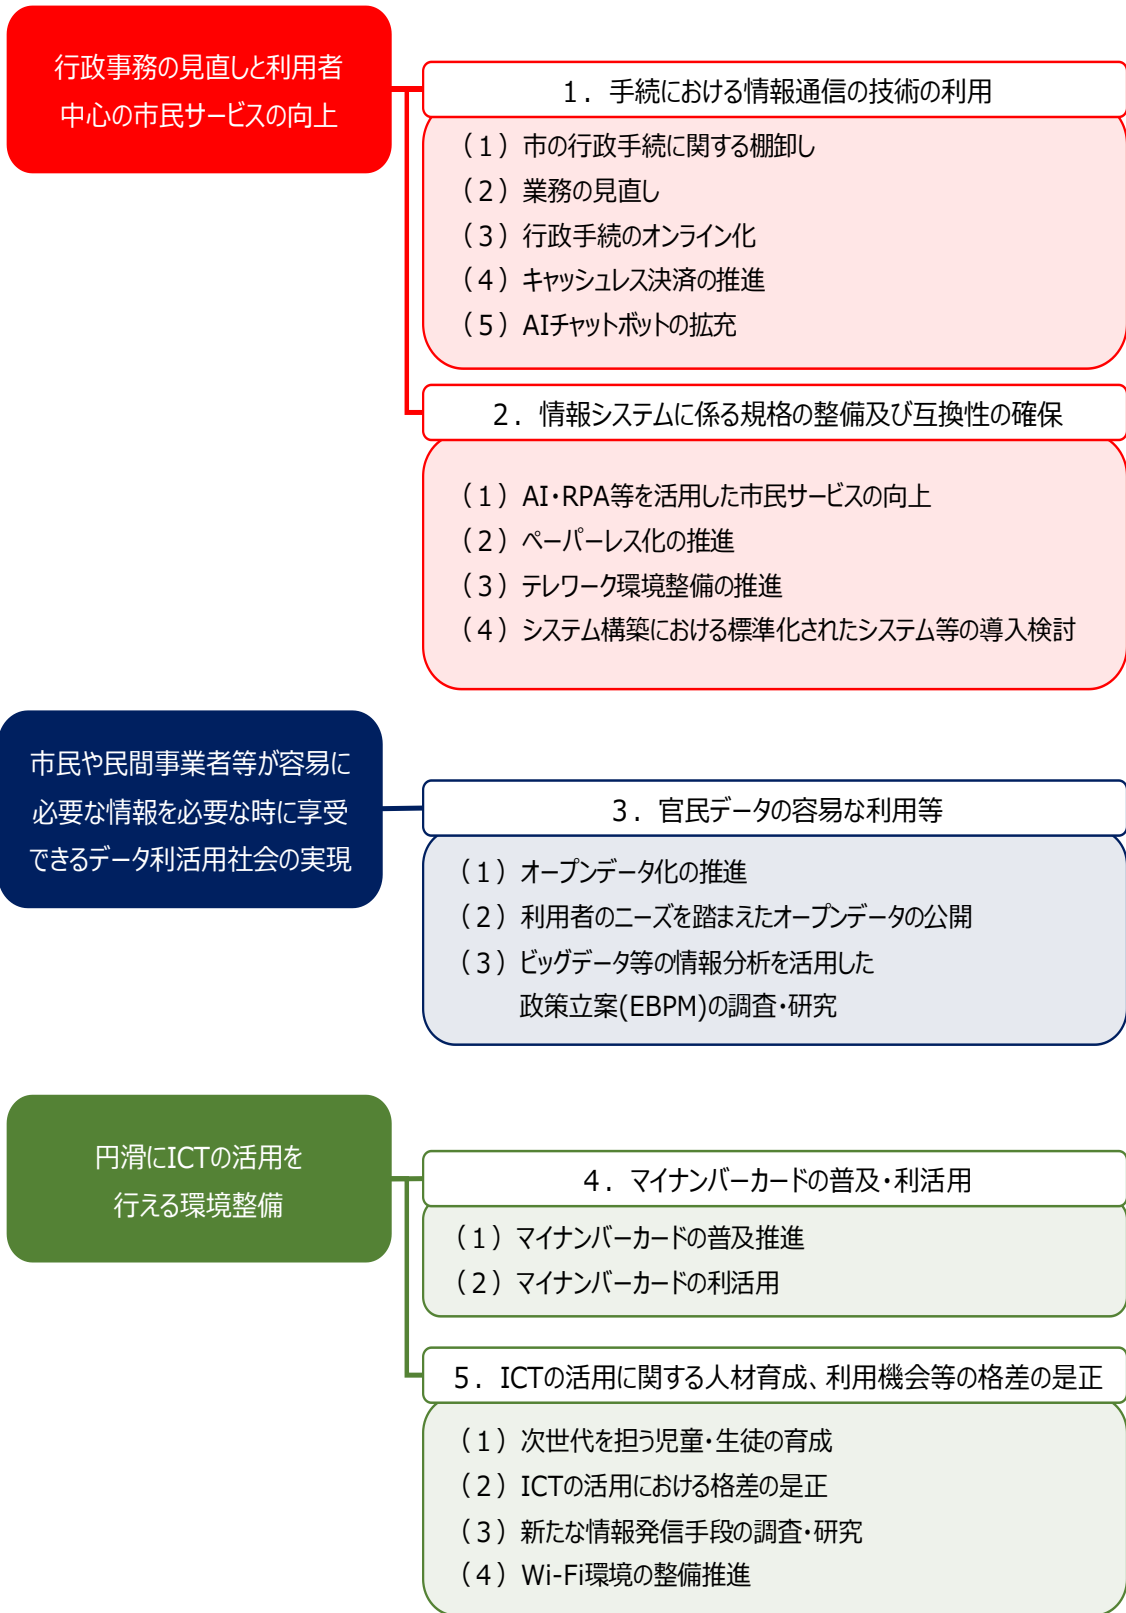 行政事務の見直しと利用者
中心の市民サービスの向上
1．手続における情報通信の技術の利用
（1）市の行政手続に関する棚卸し
（2）業務の見直し
（3）行政手続のオンライン化
（4）キャッシュレス決済の推進
（5）AIチャットボットの拡充
2．情報システムに係る規格の整備及び互換性の確保
（1）AI・RPA等を活用した市民サービスの向上
（2）ペーパーレス化の推進
（3）テレワーク環境整備の推進
（4）システム構築における標準化されたシステム等の導入検討
市民や民間事業者等が容易に
必要な情報を必要な時に享受
できるデータ利活用社会の実現
3．官民データの容易な利用等
（1）オープンデータ化の推進
（2）利用者のニーズを踏まえたオープンデータの公開
（3）ビッグデータ等の情報分析を活用した
政策立案(EBPM)の調査・研究
円滑にICTの活用を
行える環境整備
4．マイナンバーカードの普及・利活用
（1）マイナンバーカードの普及推進
（2）マイナンバーカードの利活用
5．ICTの活用に関する人材育成、利用機会等の格差の是正
（1）次世代を担う児童・生徒の育成
（2）ICTの活用における格差の是正
（3）新たな情報発信手段の調査・研究
（4）Wi-Fi環境の整備推進